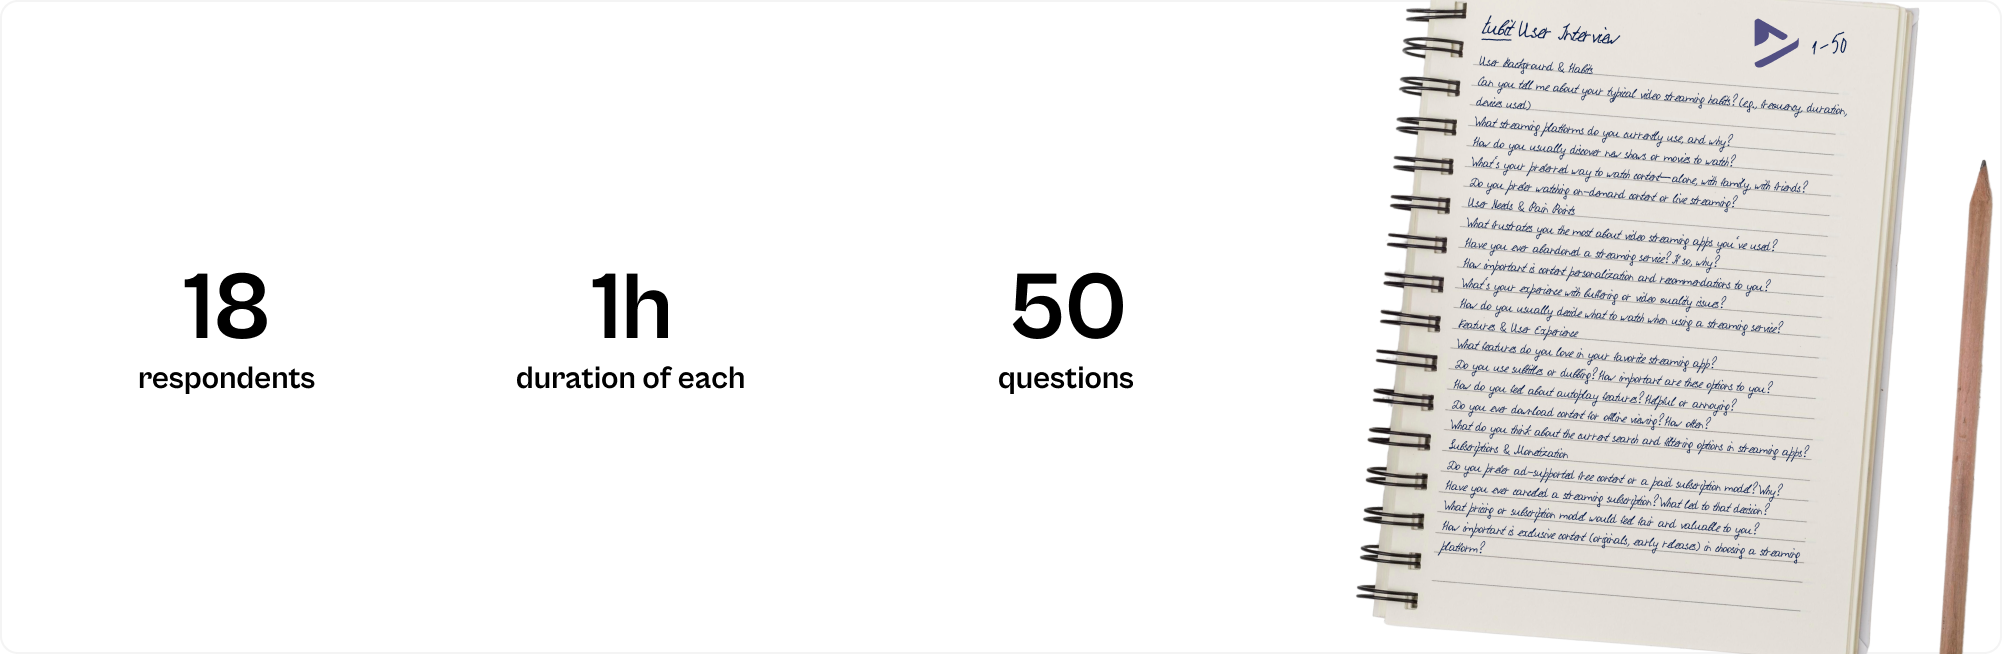 18
respondents
1h
duration of each
50
questions
tubit User Interview
1-50
User Background & Habits
Can you tell me about your typical video streaming habits? (e.g., frequency, duration,
devices used)
What streaming platforms do you currently use, and why?
How do you usually discover new shows or movies to watch?
What's your preferred way to watch content—alone, with family, with friends?
Do you prefer watching on-demand content or live streaming?
User Needs & Pain Points
What frustrates you the most about video streaming apps you've used?
Have you ever abandoned a streaming service? If so, why?
How important is content personalization and recommendations to you?
What's your experience with buffering or video quality issues?
How do you usually decide what to watch when using a streaming service?
Features & User Experience
What features do you love in your favorite streaming app?
Do you use subtitles or dubbing? How important are these options to you?
How do you feel about autoplay features? Helpful or annoying?
Do you ever download content for offline viewing? How often?
What do you think about the current search and filtering options in streaming apps?
Subscriptions & Monetization
Do you prefer ad-supported free content or a paid subscription model? Why?
Have you ever canceled a streaming subscription? What led to that decision?
What pricing or subscription model would feel fair and valuable to you?
How important is exclusive content (originals, early releases) in choosing a streaming
platform?